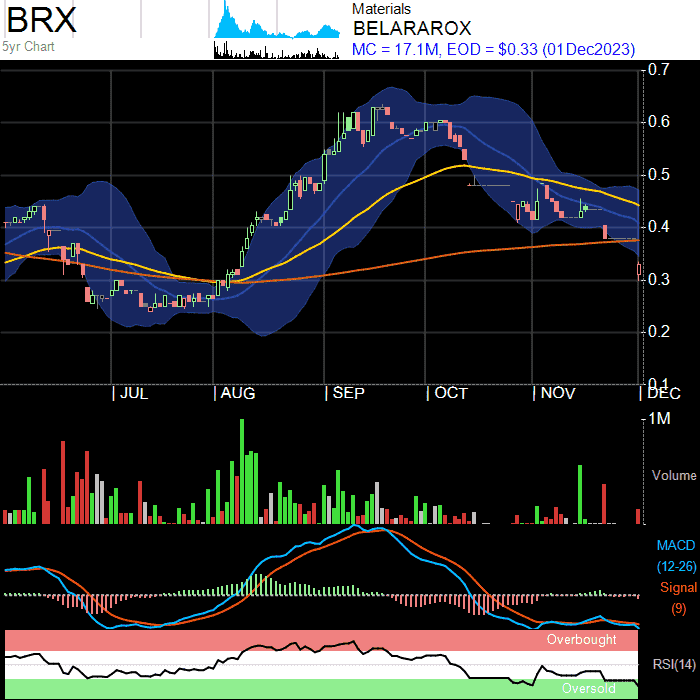 BRX
5yr Chart
Materials
BELARAROX
MC = 17.1M, EOD = $0.33 (01Dec2023)
0.7
0.6
0.5
0.4
0.3
0.2
0.1
JUL AUG SEP OCT NOV DEC
1M
Volume
MACD
(12-26)
Signal
(9)
Overbought
RSI(14)
Oversold